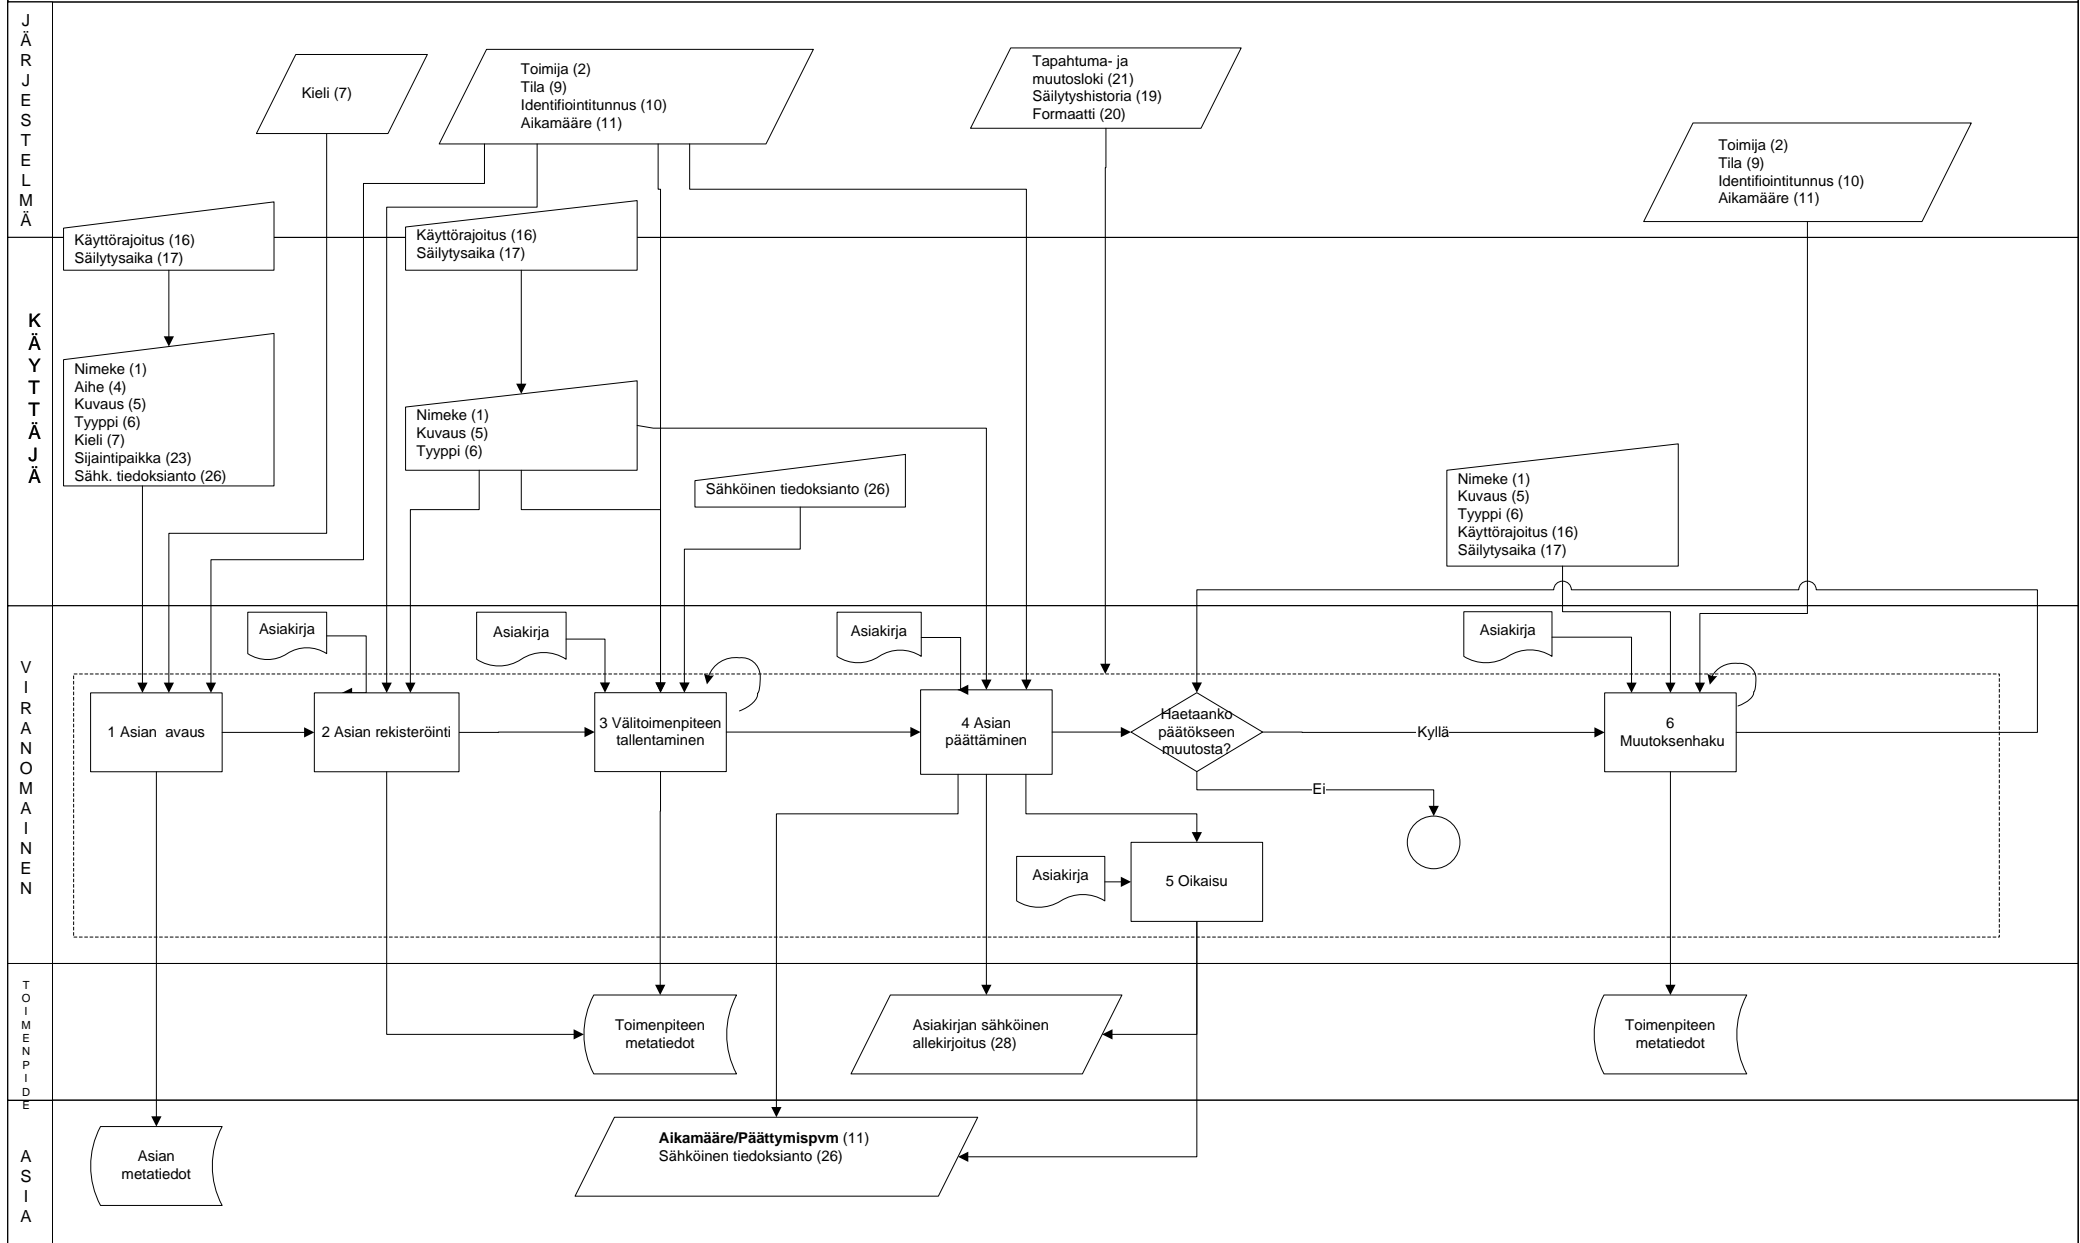 JÄRJESTELMÄ
Kieli (7)
Toimija (2)
Tila (9)
Identifiointitunnus (10)
Aikamääre (11)
Tapahtuma- ja
muutosloki (21)
Säilytyshistoria (19)
Formaatti (20)
Toimija (2)
Tila (9)
Identifiointitunnus (10)
Aikamääre (11)
Käyttörajoitus (16)
Säilytysaika (17)
Käyttörajoitus (16)
Säilytysaika (17)
KÄYTTÄJÄ
Nimeke (1)
Aihe (4)
Kuvaus (5)
Tyyppi (6)
Kieli (7)
Sijaintipaikka (23)
Sähk. tiedoksianto (26)
Nimeke (1)
Kuvaus (5)
Tyyppi (6)
Sähköinen tiedoksianto (26)
Nimeke (1)
Kuvaus (5)
Tyyppi (6)
Käyttörajoitus (16)
Säilytysaika (17)
VIRANOMAINEN
Asiakirja
Asiakirja
Asiakirja
Asiakirja
1 Asian avaus
2 Asian rekisteröinti
3 Välitoimenpiteen
tallentaminen
4 Asian
päättäminen
Haetaanko
päätökseen
muutosta?
Kyllä
6
Muutoksenhaku
Ei
Asiakirja
5 Oikaisu
TOIMENPIDE
Toimenpiteen
metatiedot
Asiakirjan sähköinen
allekirjoitus (28)
Toimenpiteen
metatiedot
ASIA
Asian
metatiedot
Aikamääre/Päättymispvm (11)
Sähköinen tiedoksianto (26)